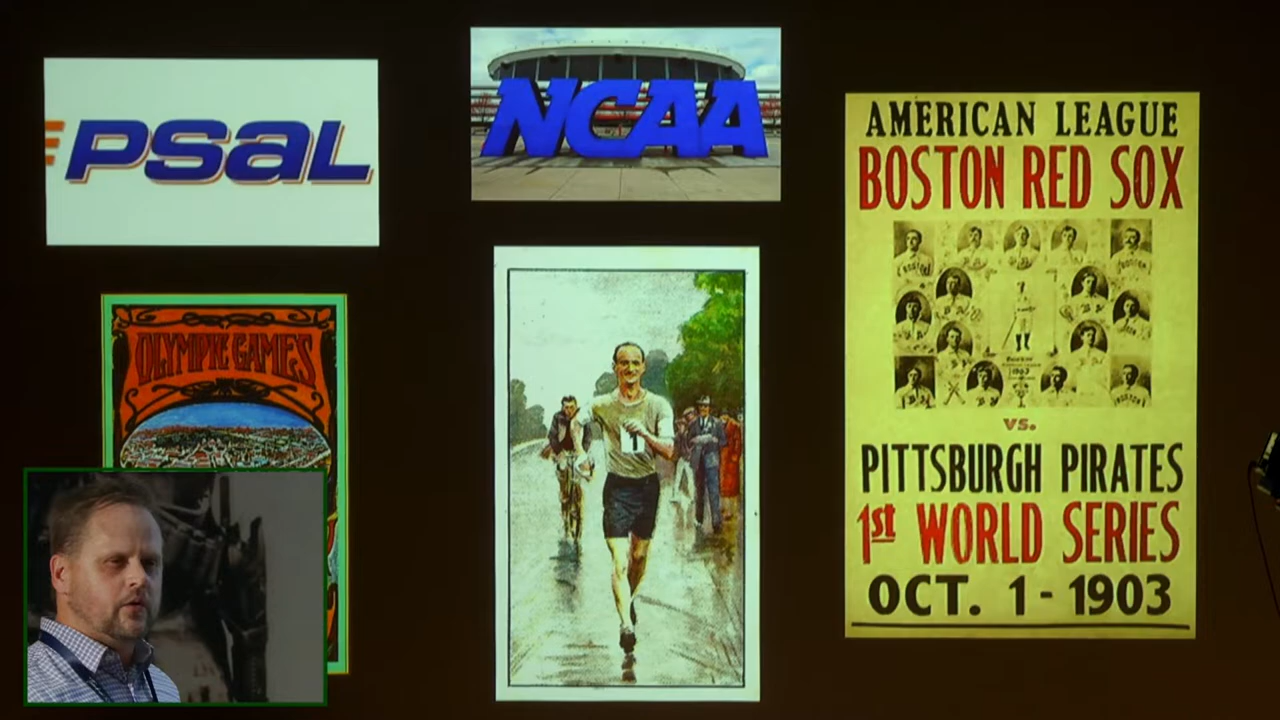 PSAL
NCAA
OLYMPIC GAMES
1
AMERICAN LEAGUE
BOSTON RED SOX
VS.
PITTSBURGH PIRATES
1st WORLD SERIES
OCT. 1 - 1903